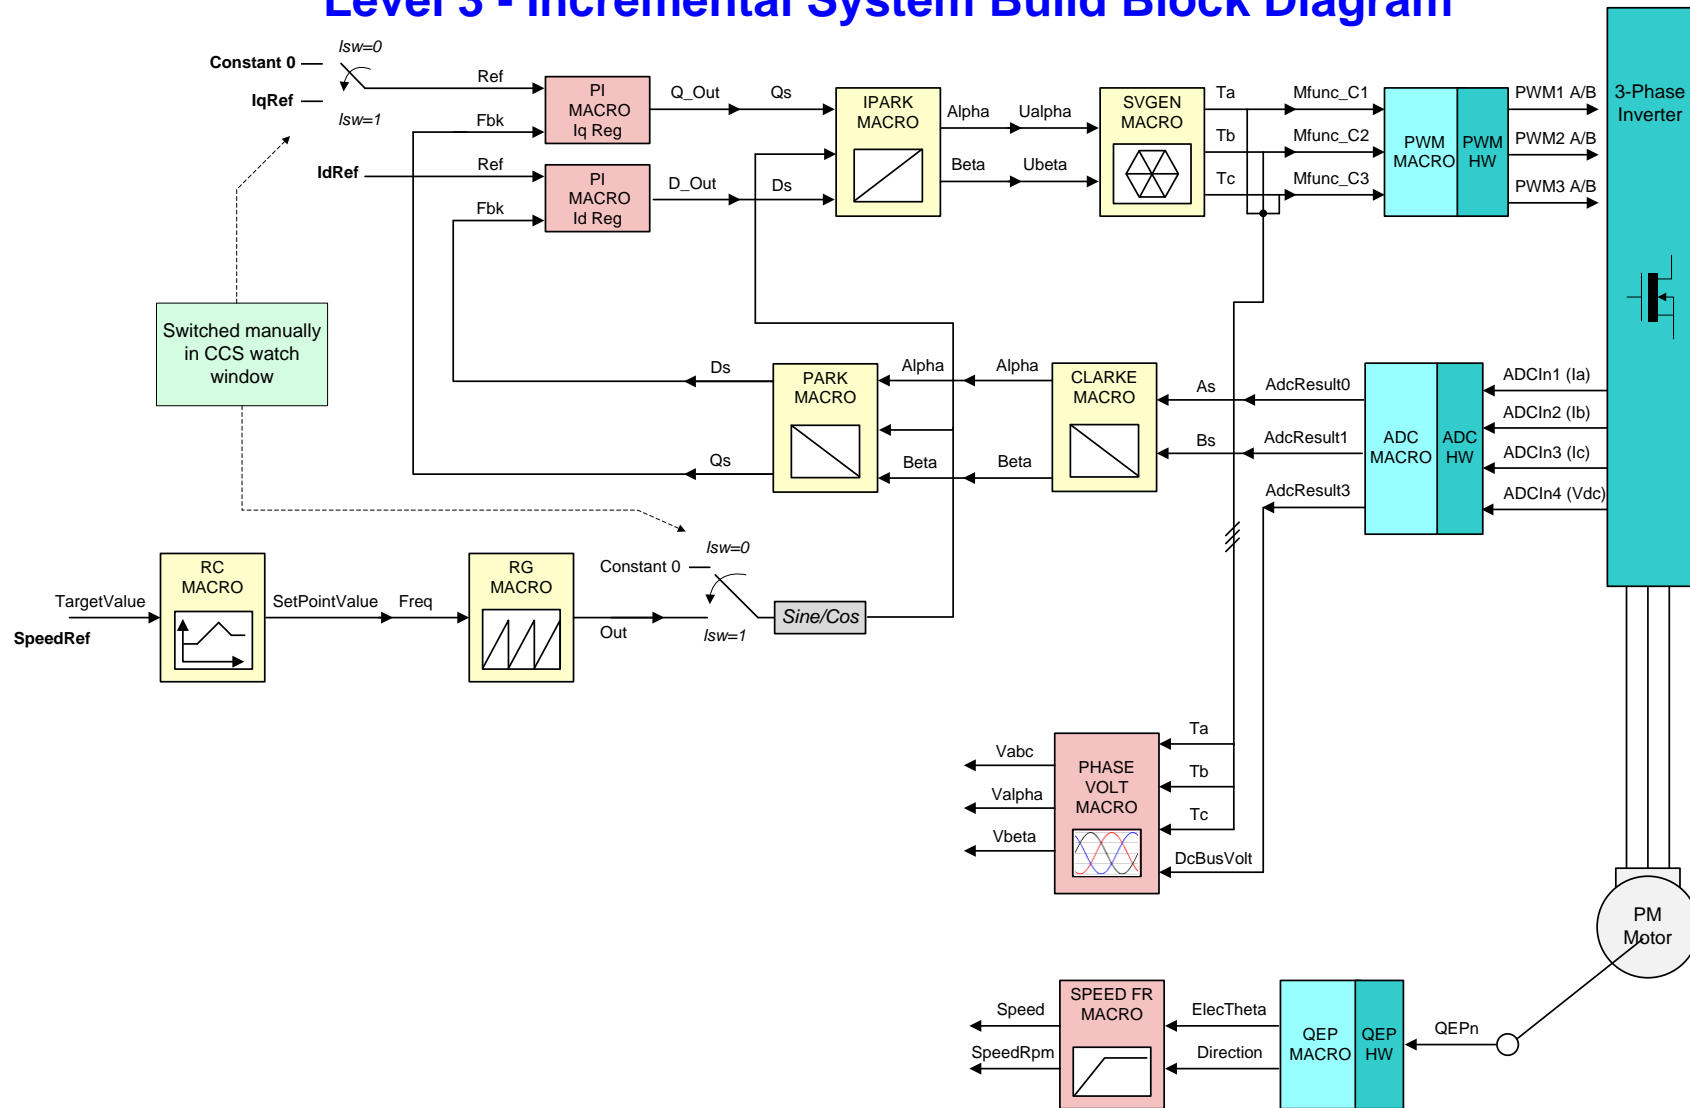 Level 3 - Incremental System Build Block Diagram
Constant 0
Isw=0
IqRef
Isw=1
Ref
Fbk
PI
MACRO
Iq Reg
Q_Out
Qs
IdRef
Ref
Fbk
PI
MACRO
Id Reg
D_Out
Ds
IPARK
MACRO
Alpha
Ualpha
Beta
Ubeta
SVGEN
MACRO
Ta
Tb
Tc
Mfunc_C1
Mfunc_C2
Mfunc_C3
PWM
MACRO
PWM
HW
PWM1 A/B
PWM2 A/B
PWM3 A/B
3-Phase
Inverter
Switched manually
in CCS watch
window
Ds
Qs
PARK
MACRO
Alpha
Alpha
Beta
Beta
CLARKE
MACRO
As
AdcResult0
Bs
AdcResult1
AdcResult3
ADC
MACRO
ADC
HW
ADCIn1 (Ia)
ADCIn2 (Ib)
ADCIn3 (Ic)
ADCIn4 (Vdc)
TargetValue
SpeedRef
RC
MACRO
SetPointValue
Freq
RG
MACRO
Out
Constant 0
Isw=0
Isw=1
Sine/Cos
Vabc
Valpha
Vbeta
PHASE
VOLT
MACRO
Ta
Tb
Tc
DcBusVolt
PM
Motor
Speed
SpeedRpm
SPEED FR
MACRO
ElecTheta
Direction
QEP
MACRO
QEP
HW
QEPn